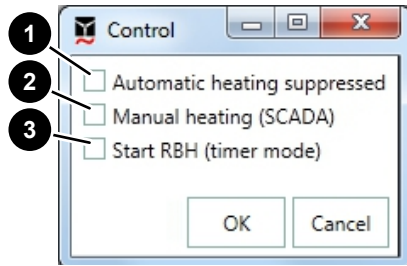 1
Control
2
Automatic heating suppressed
Manual heating (SCADA)
3
Start RBH (timer mode)
OK
Cancel